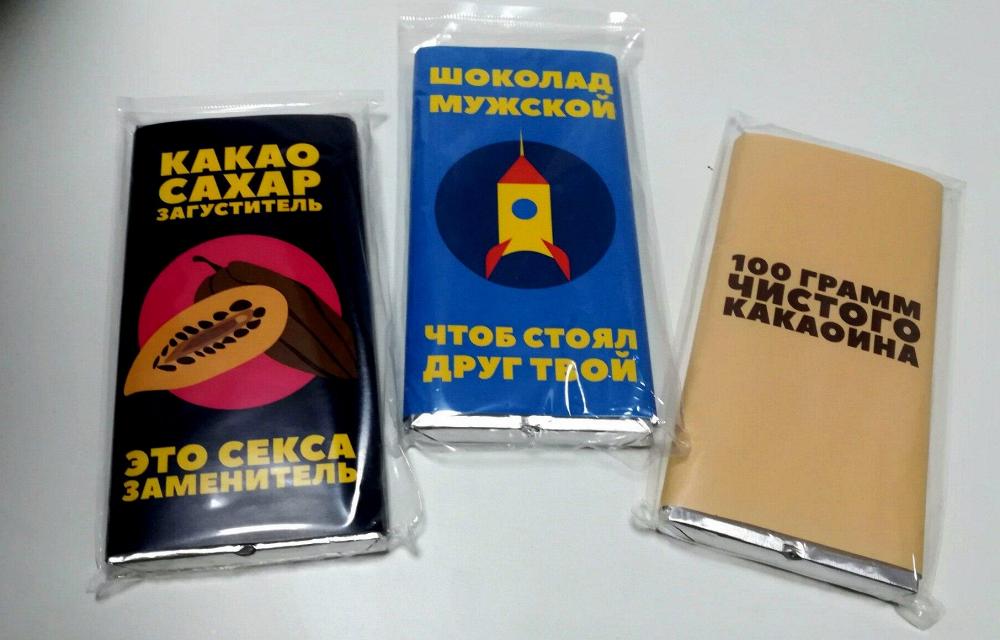 КАКАО
САХАР
ЗАГУСТИТЕЛЬ
ЭТО СЕКСА
ЗАМЕНИТЕЛЬ
ШОКОЛАД
МУЖСКОЙ
ЧТОБ СТОЯЛ
ДРУГ ТВОЙ
100 ГРАММ
ЧИСТОГО
КАКАОИНА